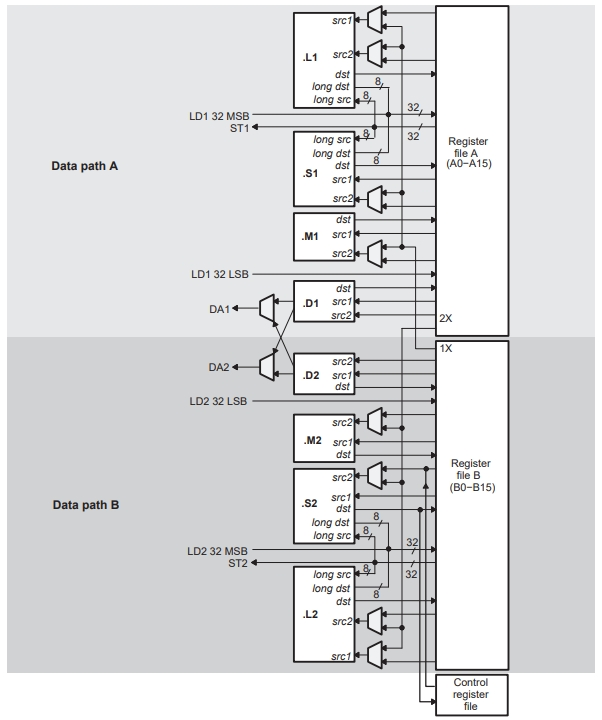 src1
src2
.L1
dst
long dst
8
long src
8
32
LD1 32 MSB
ST1
32
8
long src
long dst
8
dst
.S1
src1
src2
Register
file A
(A0−A15)
Data path A
dst
.M1
src1
src2
LD1 32 LSB
dst
.D1
src1
src2
DA1
2X
1X
DA2
src2
.D2
src1
dst
LD2 32 LSB
src2
.M2
src1
dst
Register
file B
(B0−B15)
src2
.S2
src1
dst
long dst
8
long src
8
Data path B
32
LD2 32 MSB
ST2
32
8
long src
long dst
8
dst
.L2
src2
src1
Control
register
file